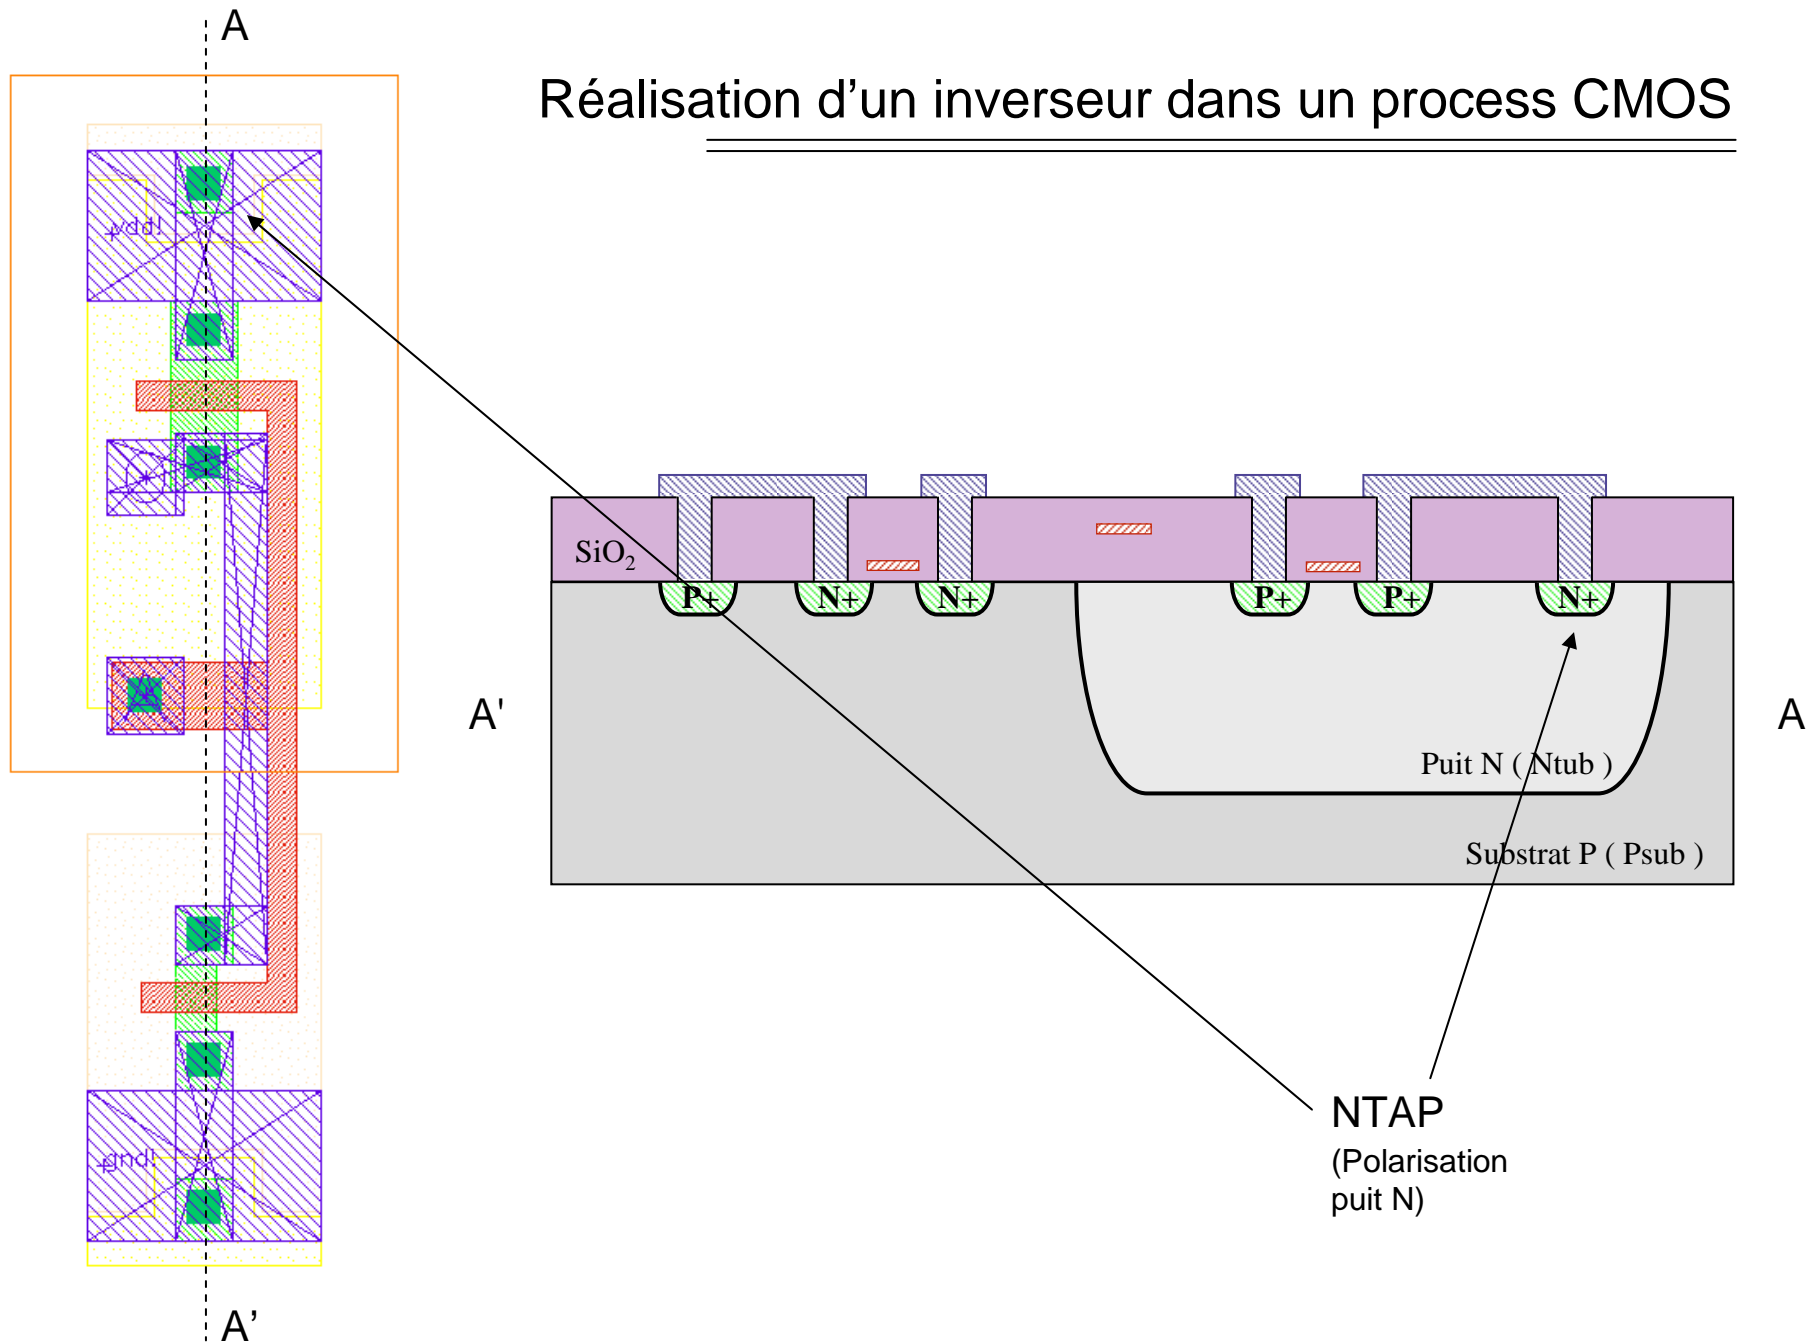 A
Réalisation d'un inverseur dans un process CMOS
vdd!
SiO2
P+ N+ N+ P+ P+ N+
A' A
Puit N ( Ntub )
Substrat P ( Psub )
NTAP
(Polarisation
puit N)
gnd!
A’